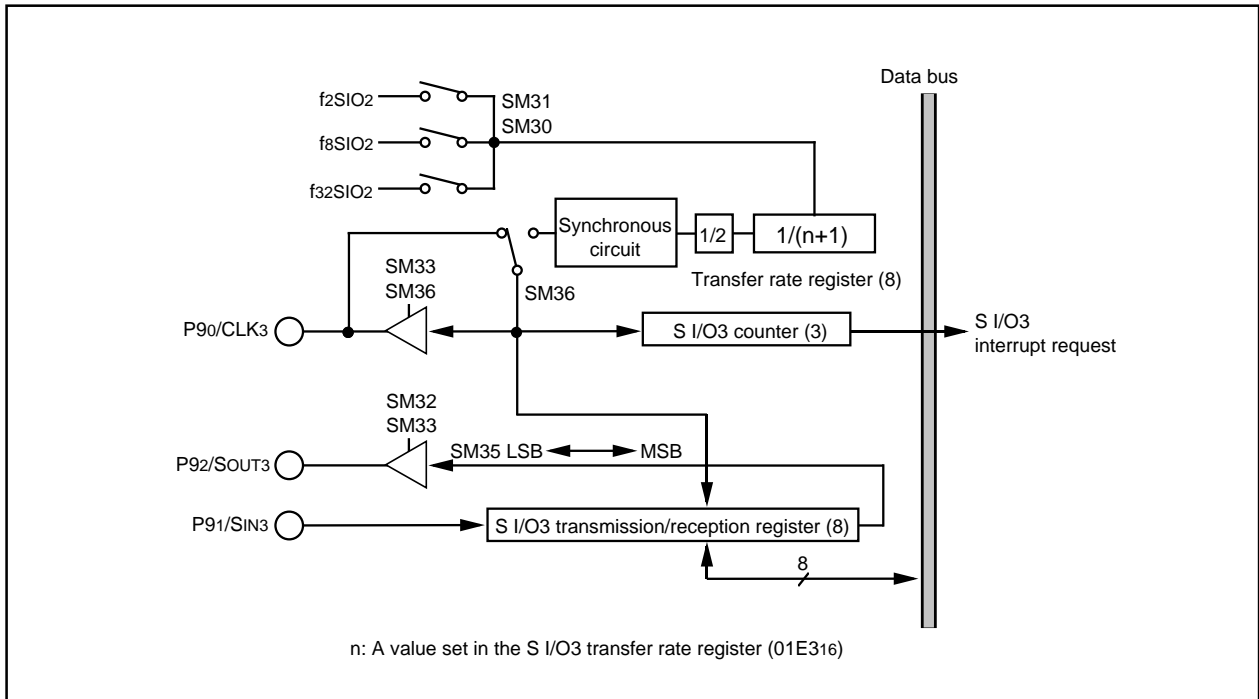 Data bus
f2SIO2
SM31
SM30
f8SIO2
f32SIO2
Synchronous
circuit
1/2
1/(n+1)
Transfer rate register (8)
SM33
SM36
SM36
P90/CLK3
S I/O3 counter (3)
S I/O3
interrupt request
SM32
SM33
SM35 LSB
MSB
P92/SOUT3
P91/SIN3
S I/O3 transmission/reception register (8)
8
n: A value set in the S I/O3 transfer rate register (01E316)